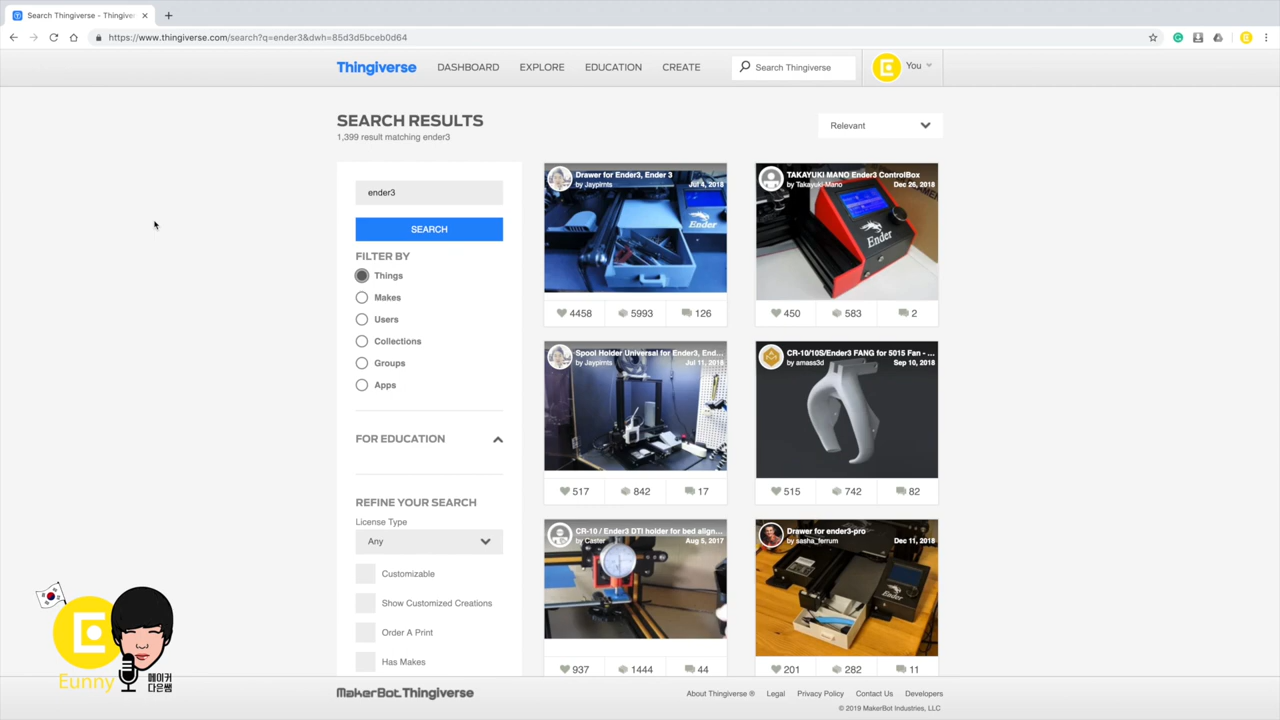 Search Thingiverse - Thingiver
https://www.thingiverse.com/search?q=ender3&dwh=85d3d5bceb0d64
Thingiverse
DASHBOARD
EXPLORE
EDUCATION
CREATE
Search Thingiverse
You
SEARCH RESULTS
1,399 result matching ender3
Relevant
ender3
SEARCH
FILTER BY
Things
Makes
Users
Collections
Groups
Apps
FOR EDUCATION
REFINE YOUR SEARCH
License Type
Any
Customizable
Show Customized Creations
Order A Print
Has Makes
Drawer for Ender3, Ender 3
by Jaypirnts
Jul 4, 2018
Ender
4458
5993
126
TAKAYUKI MANO Ender3 ControlBox
by Takayuki-Mano
Dec 26, 2018
Ender
450
583
2
Spool Holder Universal for Ender3, End...
by Jaypirnts
Jul 11, 2018
517
842
17
CR-10/10S/Ender3 FANG for 5015 Fan - ...
by amass3d
Sep 10, 2018
515
742
82
CR-10 / Ender3 DTI holder for bed align...
by Caster
Aug 5, 2017
937
1444
44
Drawer for ender3-pro
by sasha_ferrum
Dec 11, 2018
Ender
201
282
11
Eunny
메이커
다은쌤
MakerBot.Thingiverse
About Thingiverse ®
Legal
Privacy Policy
Contact Us
Developers
© 2019 MakerBot Industries, LLC